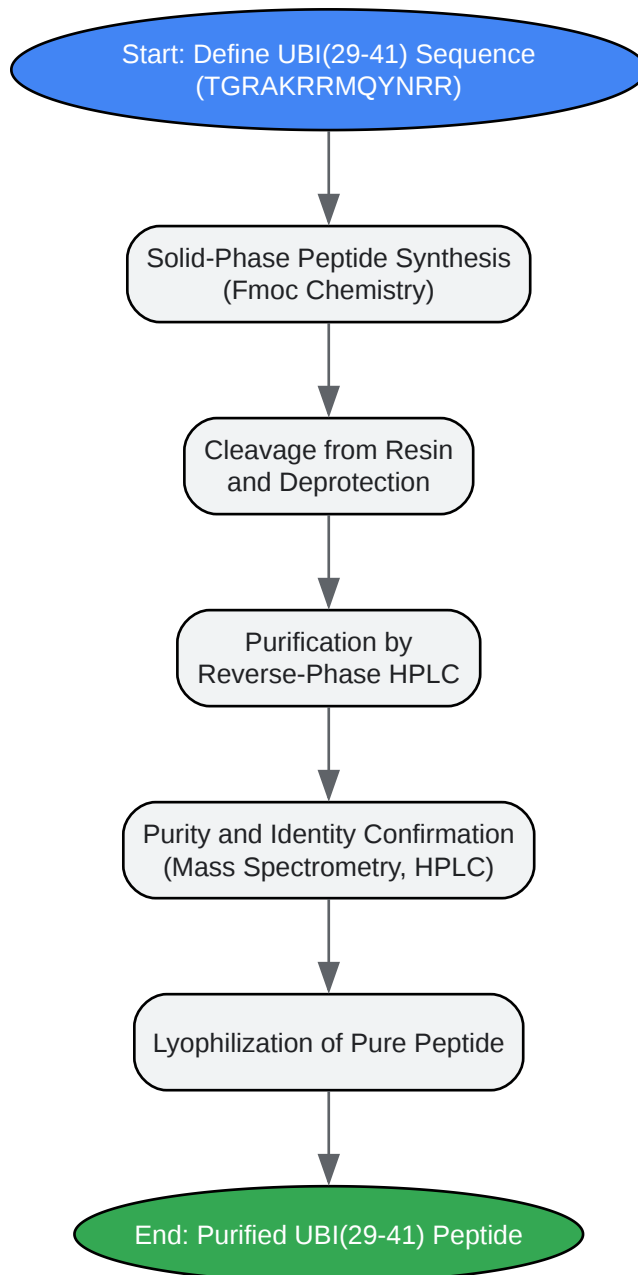 Start: Define UBI(29-41) Sequence
(TGRAKRRMQYNRR)
Solid-Phase Peptide Synthesis
(Fmoc Chemistry)
Cleavage from Resin
and Deprotection
Purification by
Reverse-Phase HPLC
Purity and Identity Confirmation
(Mass Spectrometry, HPLC)
Lyophilization of Pure Peptide
End: Purified UBI(29-41) Peptide